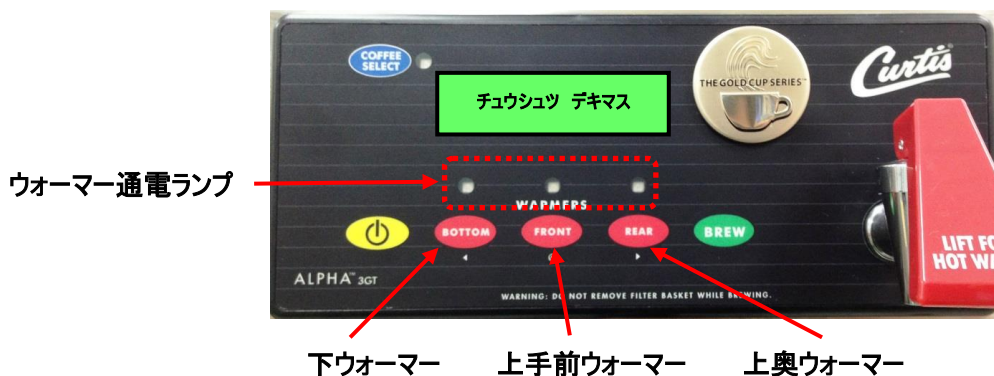 COFFEE
SELECT
チュウシュツ デキマス
THE GOLD CUP SERIES™
Curtis®
ウォーマー通電ランプ
WARMERS
BOTTOM
FRONT
REAR
BREW
LIFT FO
HOT WA
ALPHA™ 3GT
WARNING: DO NOT REMOVE FILTER BASKET WHILE BREWING.
下ウォーマー
上手前ウォーマー
上奥ウォーマー